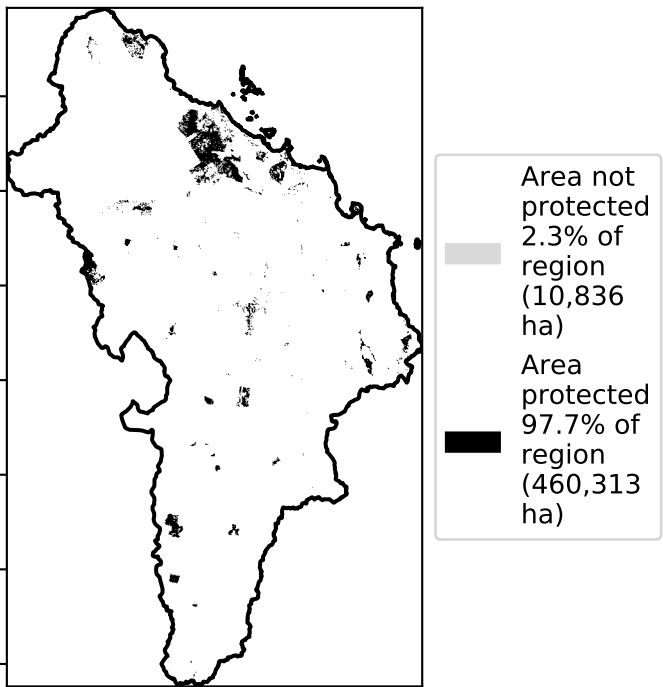 Area not
protected
2.3% of
region
(10,836
ha)
Area
protected
97.7% of
region
(460,313
ha)